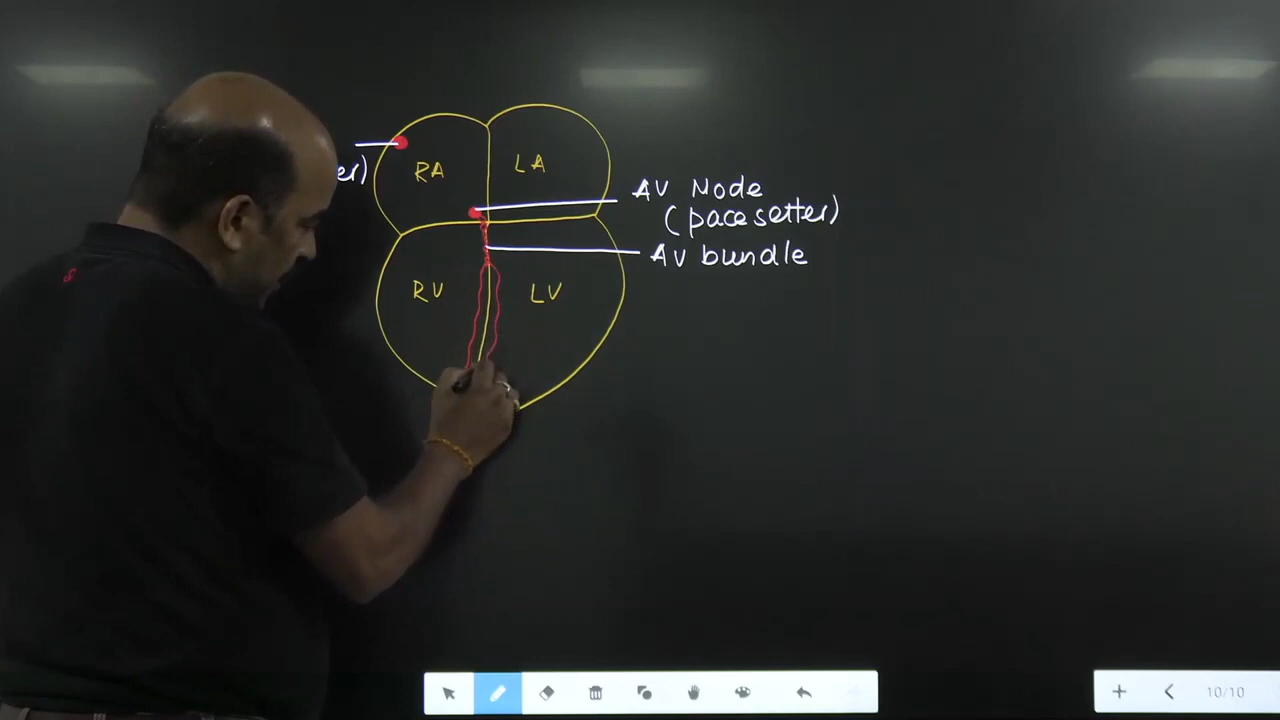 RA
LA
er)
AV Node
(pacesetter)
AV bundle
RV
LV
10/10